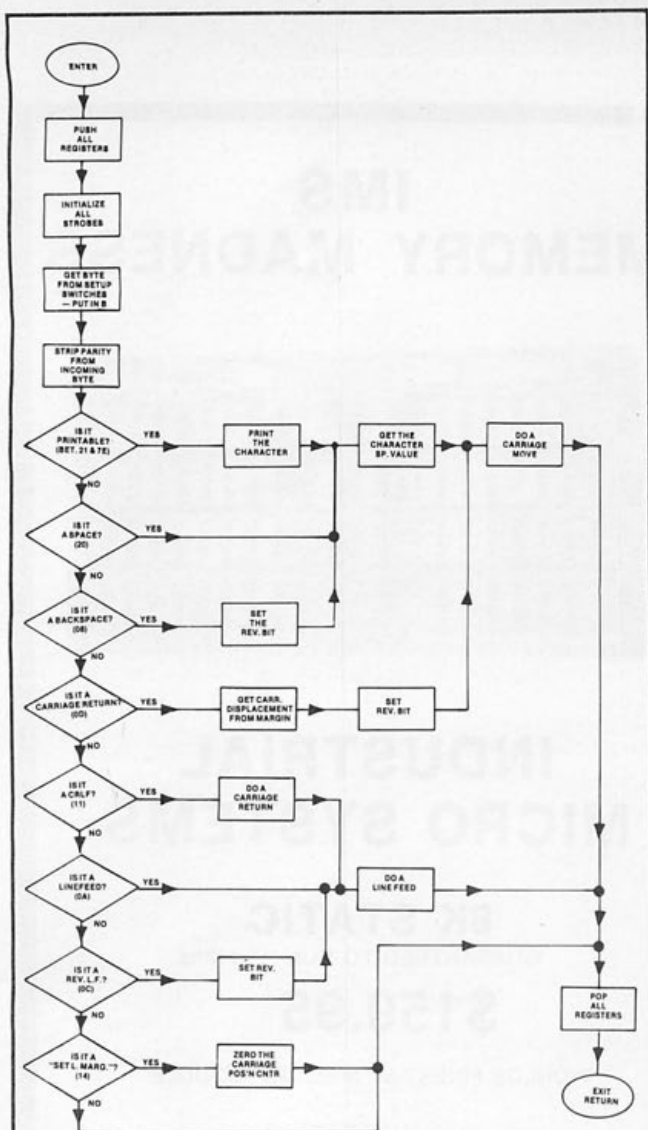 ENTER
PUSH
ALL
REGISTERS
INITIALIZE
ALL
STROBES
GET BYTE
FROM SETUP
SWITCHES
— PUT IN B
STRIP PARITY
FROM
INCOMING
BYTE
IS IT
PRINTABLE?
(BET. 21 & 7E)
YES
PRINT
THE
CHARACTER
GET THE
CHARACTER
SP. VALUE
DO A
CARRIAGE
MOVE
NO
IS IT
A SPACE?
(20)
YES
NO
IS IT
A BACKSPACE?
(08)
YES
SET
THE
REV. BIT
NO
IS IT A
CARRIAGE RETURN?
(0D)
YES
GET CARR.
DISPLACEMENT
FROM MARGIN
SET
REV. BIT
NO
IS IT
A CRLF?
(11)
YES
DO A
CARRIAGE
RETURN
NO
IS IT A
LINEFEED?
(0A)
YES
DO A
LINE FEED
NO
IS IT A
REV. L.F.?
(0C)
YES
SET REV.
BIT
NO
POP
ALL
REGISTERS
IS IT A
"SET L. MARG."?
(14)
YES
ZERO THE
CARRIAGE
POS'N CNTR
NO
EXIT
RETURN
IMS
MEMORY MADNES
INDUSTRIAL
MICRO SYSTEMS
8K STATIC
$159.95